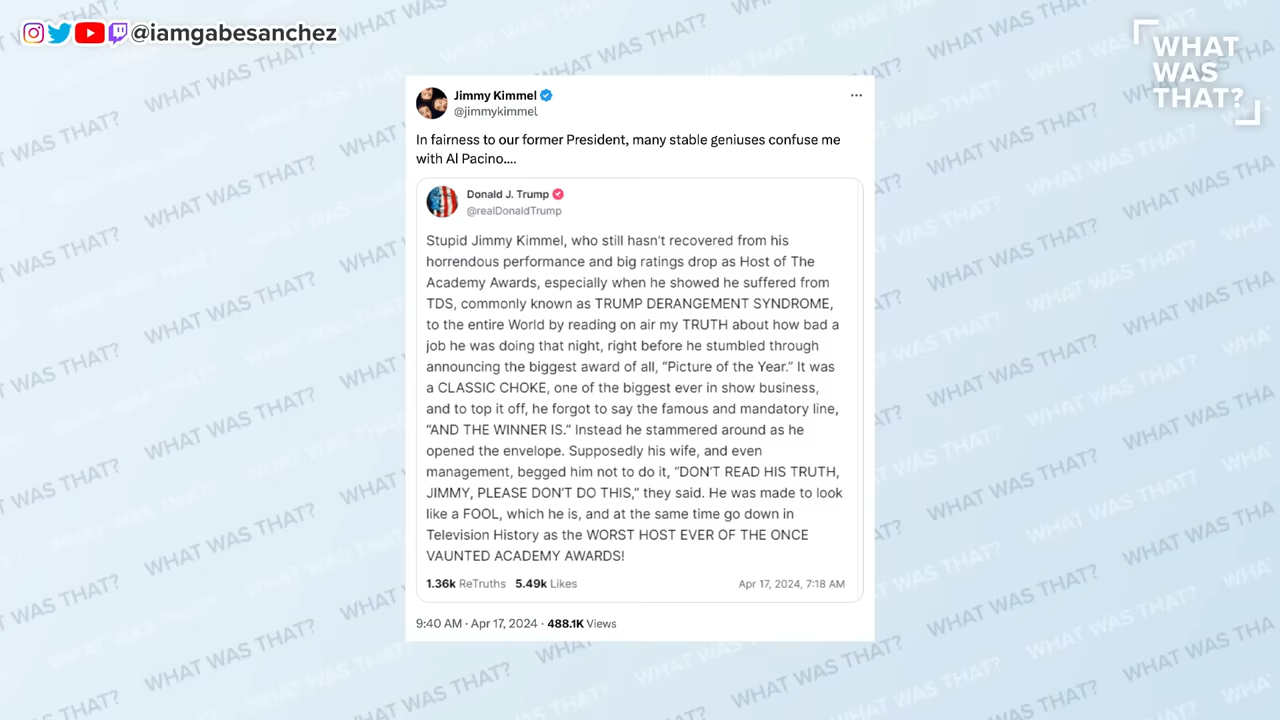 @iamgabesanchez
WHAT
WAS
THAT?
Jimmy Kimmel
@jimmykimmel
In fairness to our former President, many stable geniuses confuse me
with Al Pacino....
Donald J. Trump
@realDonaldTrump
Stupid Jimmy Kimmel, who still hasn't recovered from his
horrendous performance and big ratings drop as Host of The
Academy Awards, especially when he showed he suffered from
TDS, commonly known as TRUMP DERANGEMENT SYNDROME,
to the entire World by reading on air my TRUTH about how bad a
job he was doing that night, right before he stumbled through
announcing the biggest award of all, “Picture of the Year.” It was
a CLASSIC CHOKE, one of the biggest ever in show business,
and to top it off, he forgot to say the famous and mandatory line,
“AND THE WINNER IS.” Instead he stammered around as he
opened the envelope. Supposedly his wife, and even
management, begged him not to do it, “DON'T READ HIS TRUTH,
JIMMY, PLEASE DON'T DO THIS,” they said. He was made to look
like a FOOL, which he is, and at the same time go down in
Television History as the WORST HOST EVER OF THE ONCE
VAUNTED ACADEMY AWARDS!
1.36k ReTruths 5.49k Likes Apr 17, 2024, 7:18 AM
9:40 AM · Apr 17, 2024 · 488.1K Views